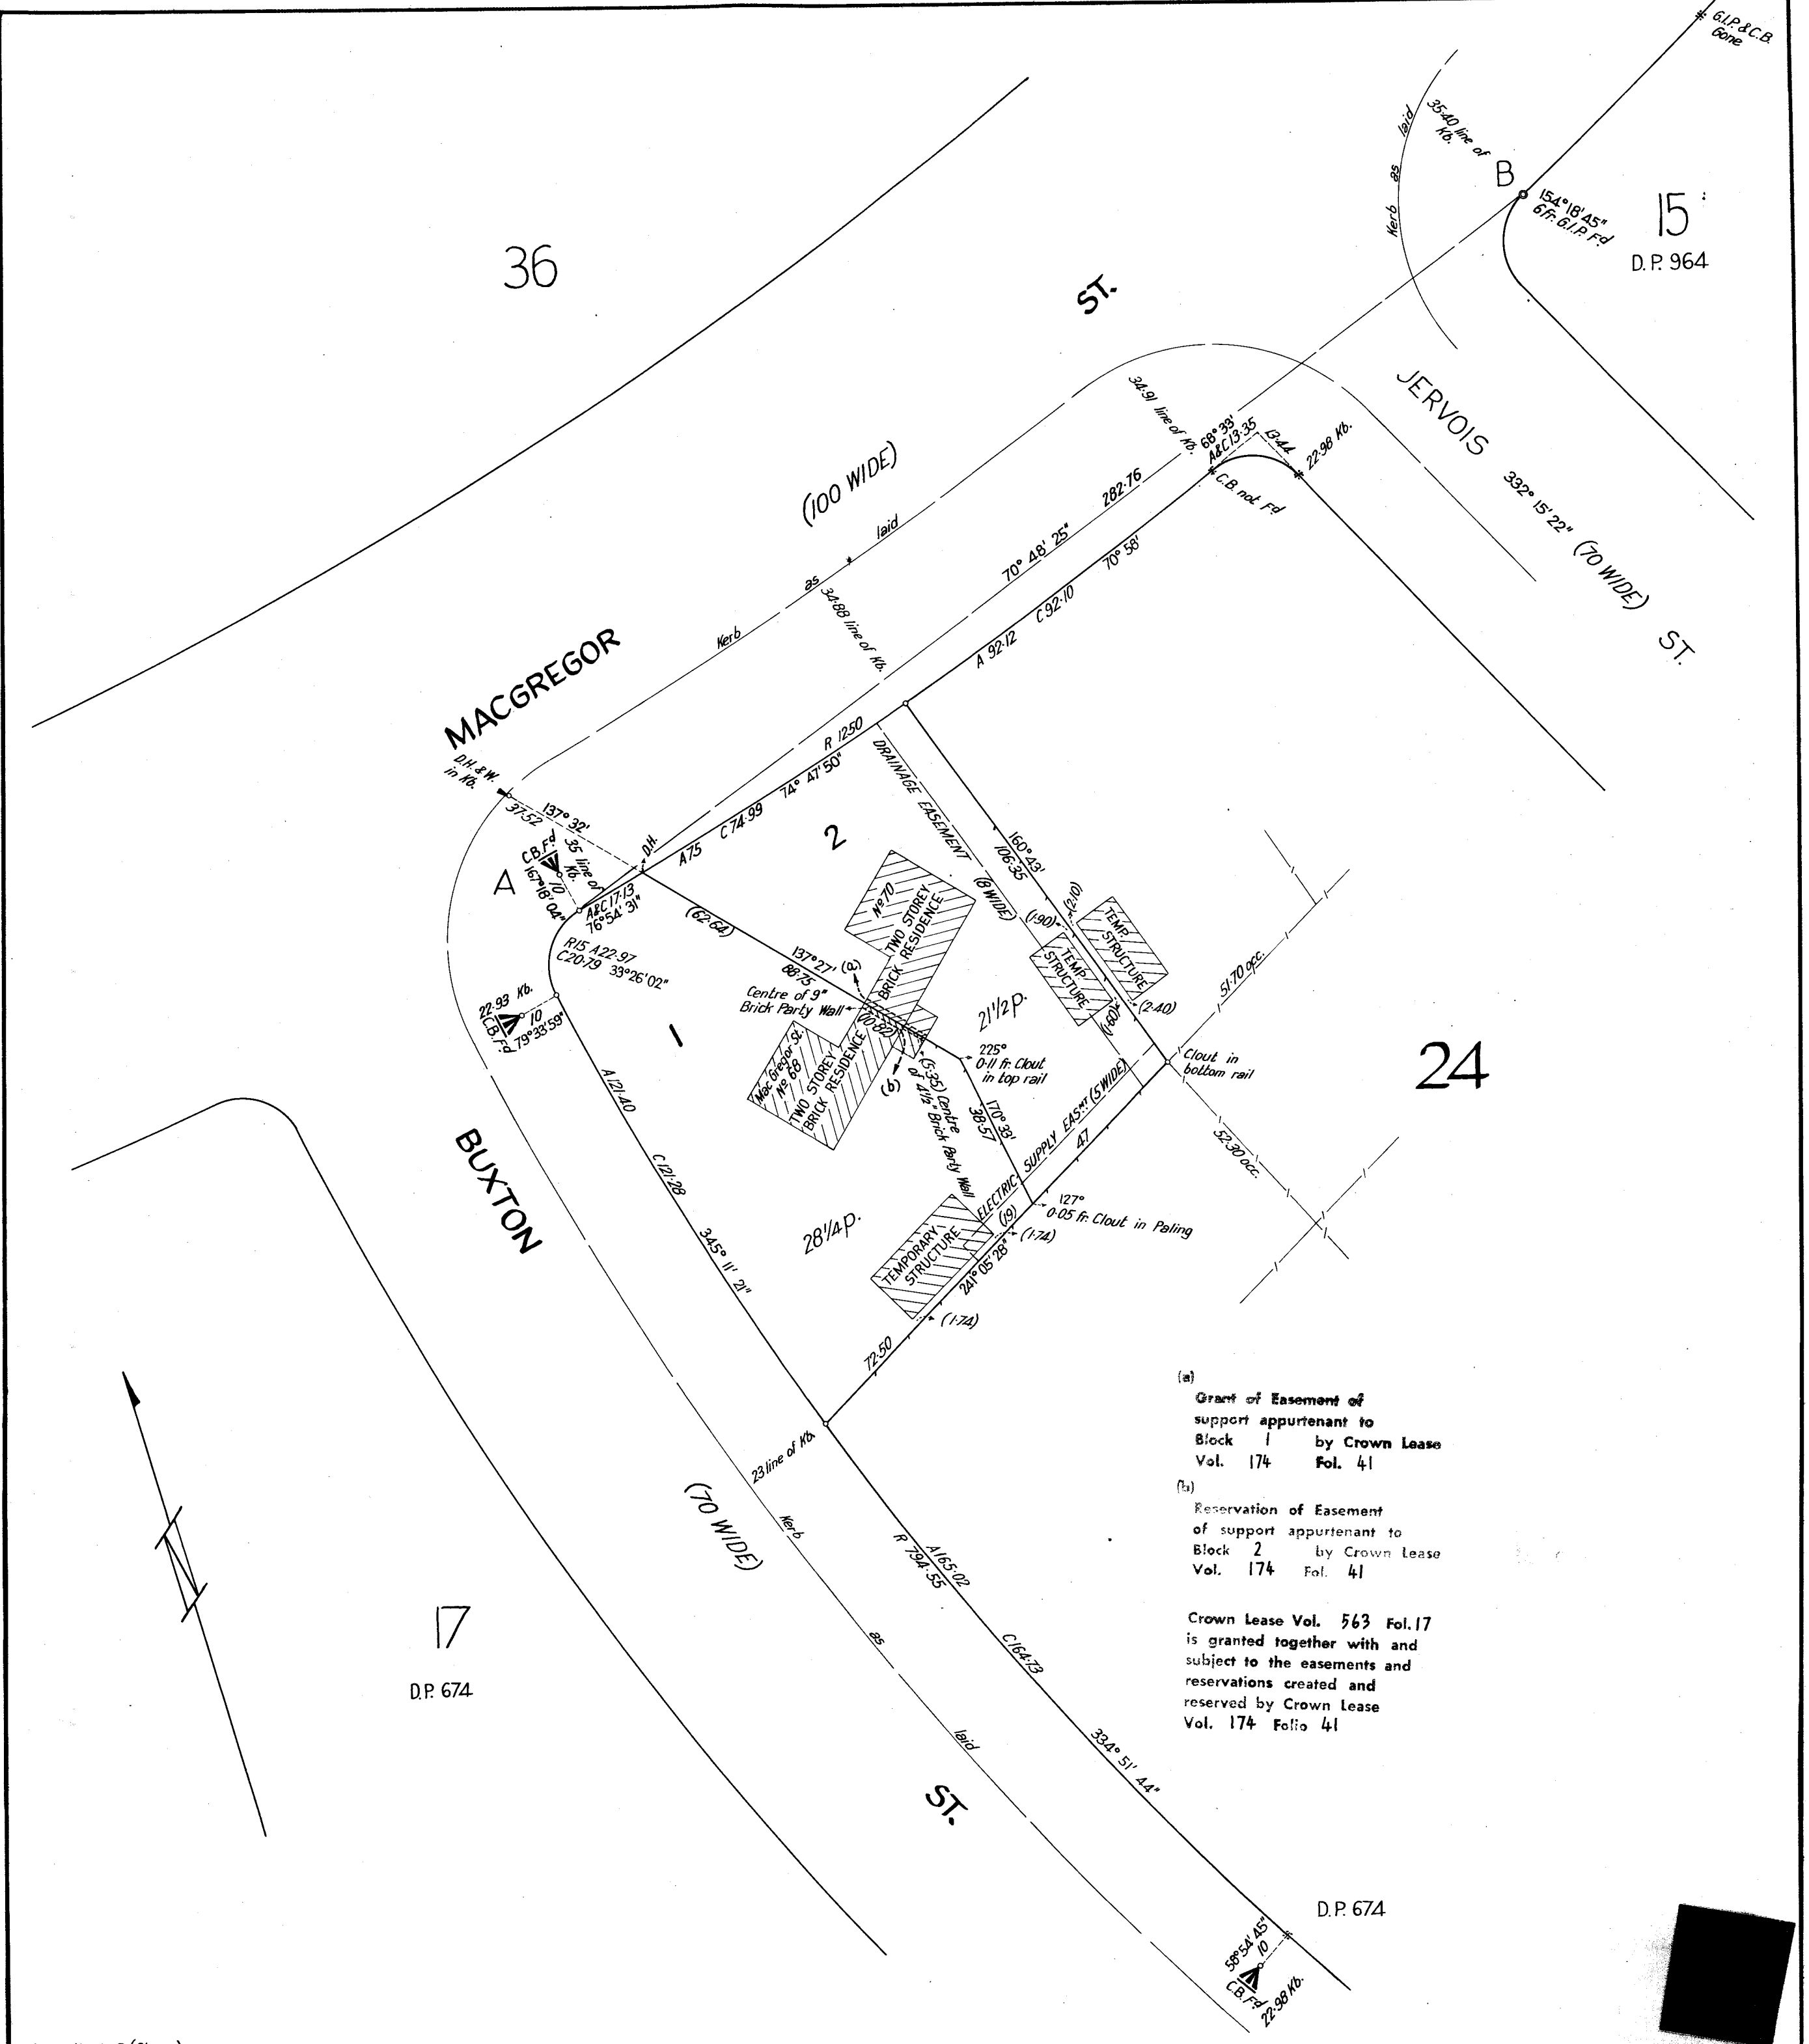 G.I.P. & C.B.
Gone
35·40 line of
Kb.
Kerb as laid
B
154°18'45"
6 fr. G.I.P. Fd
15
D.P. 964
36
ST.
JERVOIS
332° 15' 22" (70 WIDE)
ST.
34·91 line of Kb.
68°39'
A&C 13·35
13·44
22·98 Kb.
C.B. not Fd
(100 WIDE)
282·76
70° 48' 25"
70° 58'
C 92·10
A 92·12
Kerb as laid
34·88 line of Kb.
MACGREGOR
D.H. & W.
in Kb.
37·52
137° 32'
R 1250
74° 47' 50"
C 74·99
A 75
D.H.
C.B. Fd
35 line of
Kb.
10
167°18'04"
A
A&C 17·13
76°54' 31"
R15 A22·97
C20·79 33°26'02"
22·93 Kb.
10
C.B. Fd
79°33'59"
2
DRAINAGE EASEMENT (8 WIDE)
160°43'
106·35
(2·10)
(1·90)
TEMP.
STRUCTURE
TEMP.
STRUCTURE
(2·40)
(1·60)
No 70
TWO STOREY
BRICK RESIDENCE
(62·64)
137°27'
88·75
(a)
Centre of 9"
Brick Party Wall
(20·82)
21 1/2 p.
1
Mac Gregor St.
No 68
TWO STOREY
BRICK RESIDENCE
(b)
(5·35) Centre
of 4 1/2" Brick Party Wall
225°
0·11 fr. Clout
in top rail
170° 33'
38·57
Clout in
bottom rail
51·70 occ.
52·30 occ.
24
ELECTRIC SUPPLY EASMT (5 WIDE)
47
127°
0·05 fr. Clout in Paling
(19)
(1·74)
TEMPORARY
STRUCTURE
241° 05' 28"
(1·74)
72·50
28 1/4 p.
A 121·40
C 121·28
345° 11' 21"
BUXTON
23 line of Kb.
(70 WIDE)
Kerb as laid
R 794·55
A 165·02
C 164·73
334° 51' 44"
ST.
17
D.P. 674
(a)
Grant of Easement of
support appurtenant to
Block 1 by Crown Lease
Vol. 174 Fol. 41
(b)
Reservation of Easement
of support appurtenant to
Block 2 by Crown Lease
Vol. 174 Fol. 41
Crown Lease Vol. 563 Fol. 17
is granted together with and
subject to the easements and
reservations created and
reserved by Crown Lease
Vol. 174 Folio 41
D.P. 674
58°54' 45"
10
C.B. Fd
22·98 Kb.